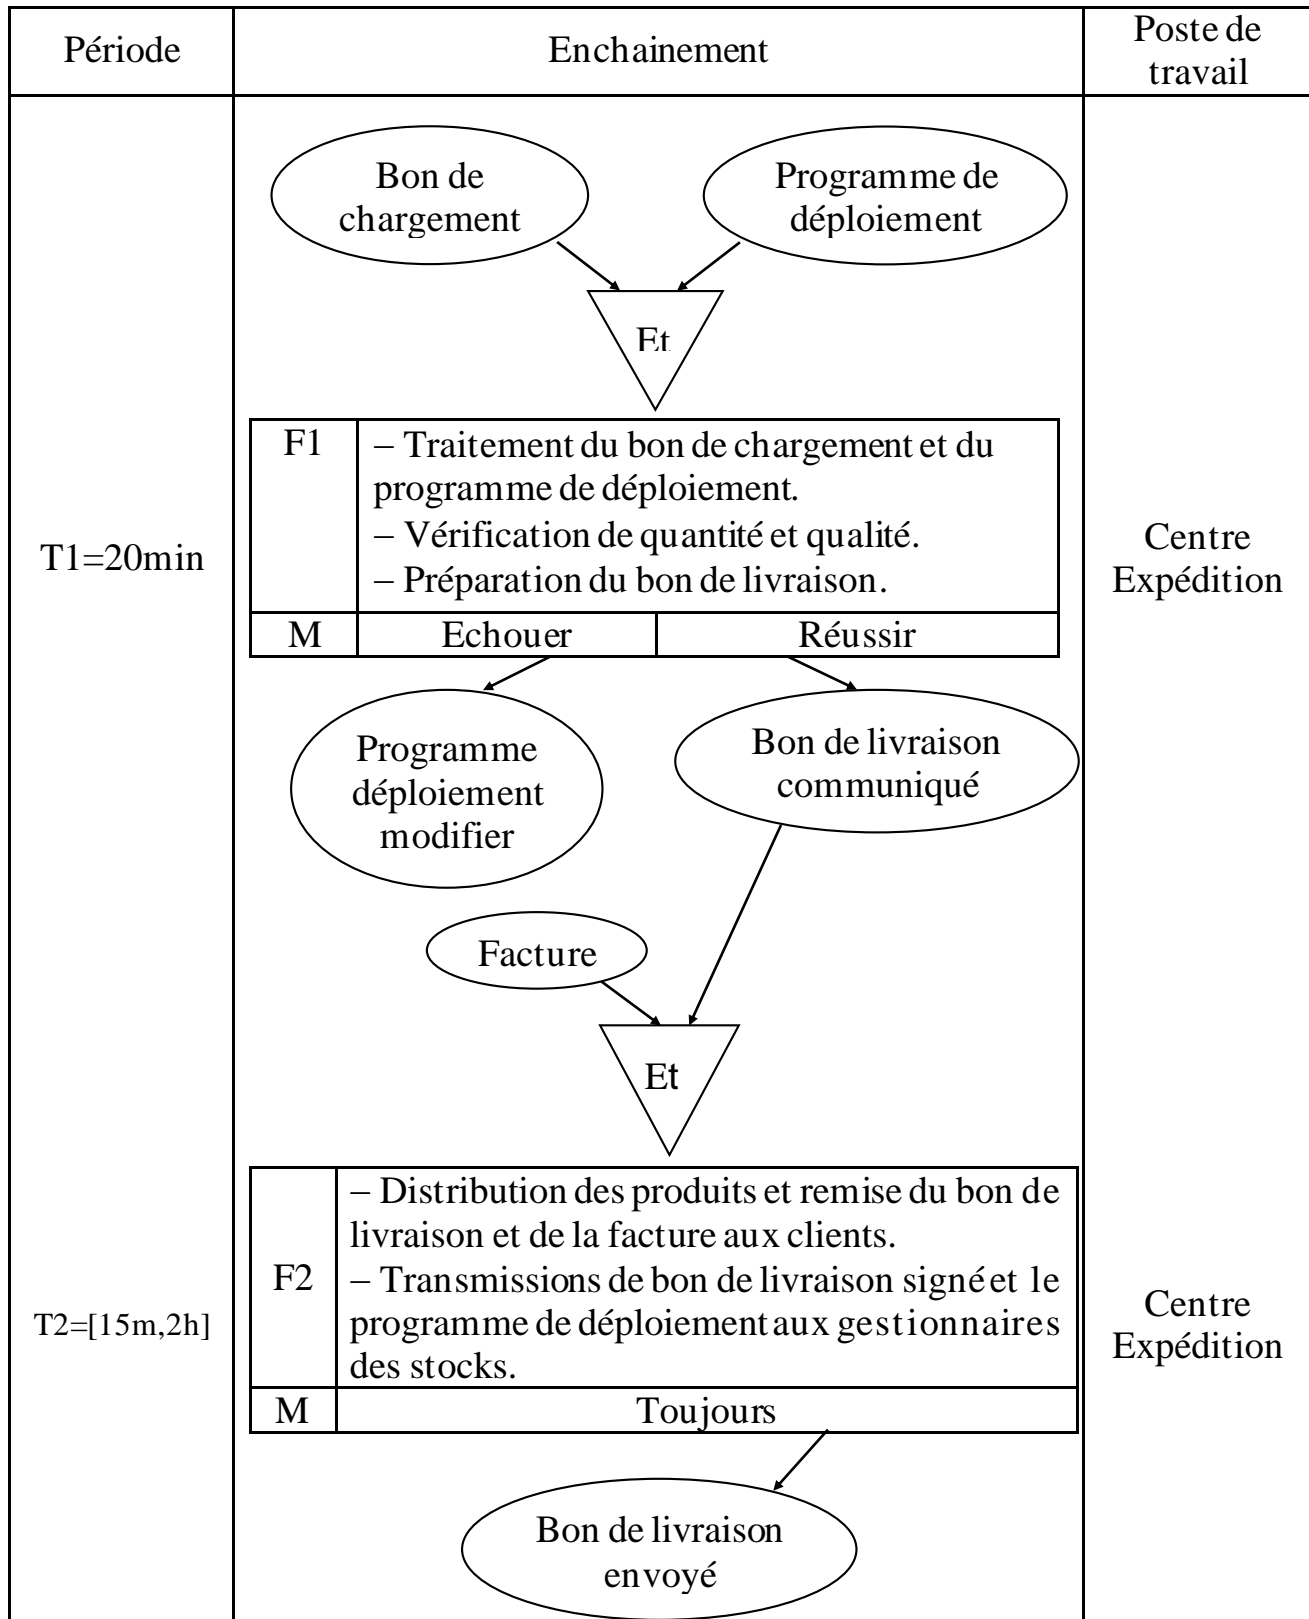 Période
Enchainement
Poste de
travail
Bon de
chargement
Programme de
déploiement
Et
F1
– Traitement du bon de chargement et du
programme de déploiement.
– Vérification de quantité et qualité.
– Préparation du bon de livraison.
T1=20min
Centre
Expédition
M
Echouer
Réussir
Programme
déploiement
modifier
Bon de livraison
communiqué
Facture
Et
F2
– Distribution des produits et remise du bon de
livraison et de la facture aux clients.
– Transmissions de bon de livraison signé et le
programme de déploiement aux gestionnaires
des stocks.
T2=[15m,2h]
Centre
Expédition
M
Toujours
Bon de livraison
envoyé